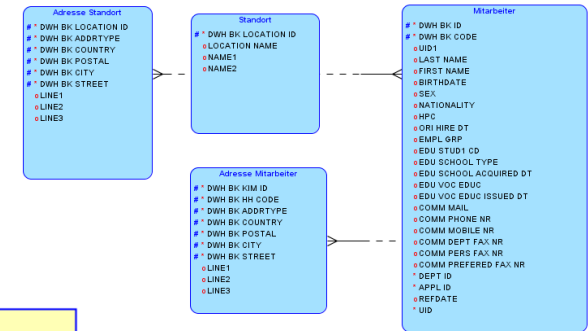 Adresse Standort
# * DWH BK LOCATION ID
# * DWH BK ADDRTYPE
# * DWH BK COUNTRY
# * DWH BK POSTAL
# * DWH BK CITY
# * DWH BK STREET
o LINE1
o LINE2
o LINE3
Standort
# * DWH BK LOCATION ID
o LOCATION NAME
o NAME1
o NAME2
Adresse Mitarbeiter
# * DWH BK KIM ID
# * DWH BK HH CODE
# * DWH BK ADDRTYPE
# * DWH BK COUNTRY
# * DWH BK POSTAL
# * DWH BK CITY
# * DWH BK STREET
o LINE1
o LINE2
o LINE3
Mitarbeiter
# * DWH BK ID
# * DWH BK CODE
o UID1
o LAST NAME
o FIRST NAME
o BIRTHDATE
o SEX
o NATIONALITY
o HPC
o ORI HIRE DT
o EMPL GRP
o EDU STUD1 CD
o EDU SCHOOL TYPE
o EDU SCHOOL ACQUIRED DT
o EDU VOC EDUC
o EDU VOC EDUC ISSUED DT
o COMM MAIL
o COMM PHONE NR
o COMM MOBILE NR
o COMM DEPT FAX NR
o COMM PERS FAX NR
o COMM PREFERED FAX NR
* DEPT ID
* APPL ID
o REFDATE
* UID